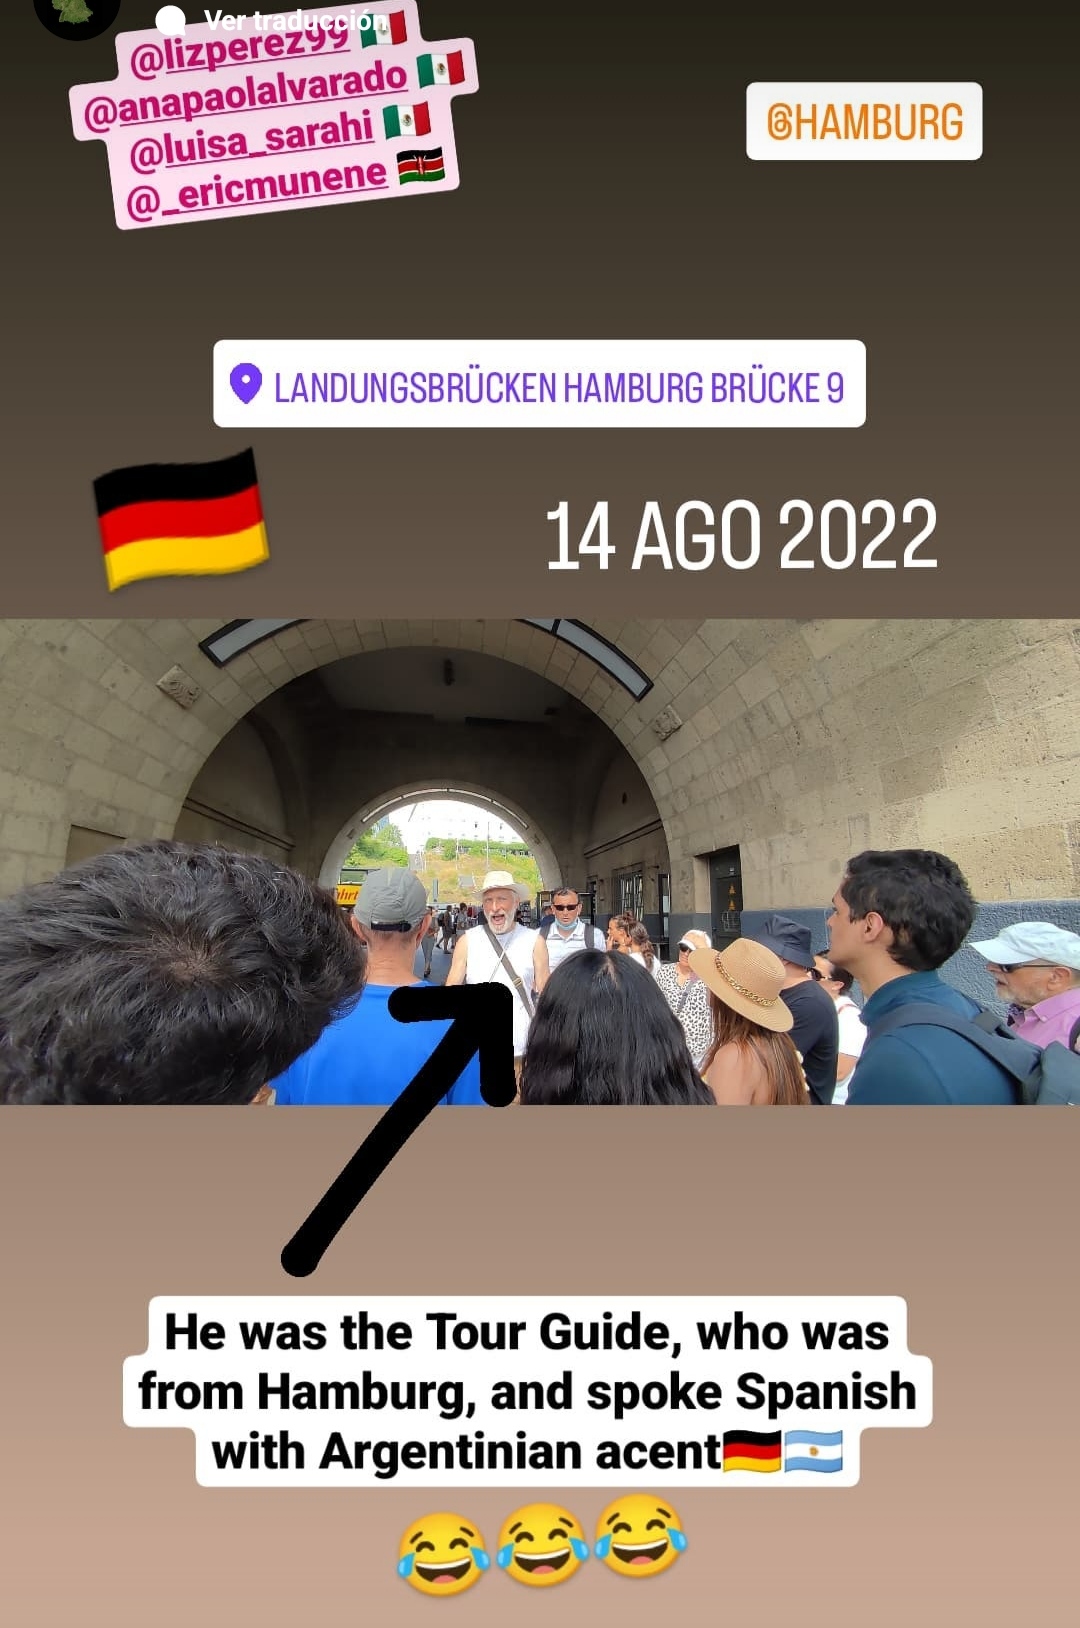 Ver traducción
@lizperez99
@anapaolalvarado
@luisa_sarahi
@_ericmunene
@HAMBURG
LANDUNGSBRÜCKEN HAMBURG BRÜCKE 9
14 AGO 2022
ahrt
He was the Tour Guide, who was
from Hamburg, and spoke Spanish
with Argentinian acent